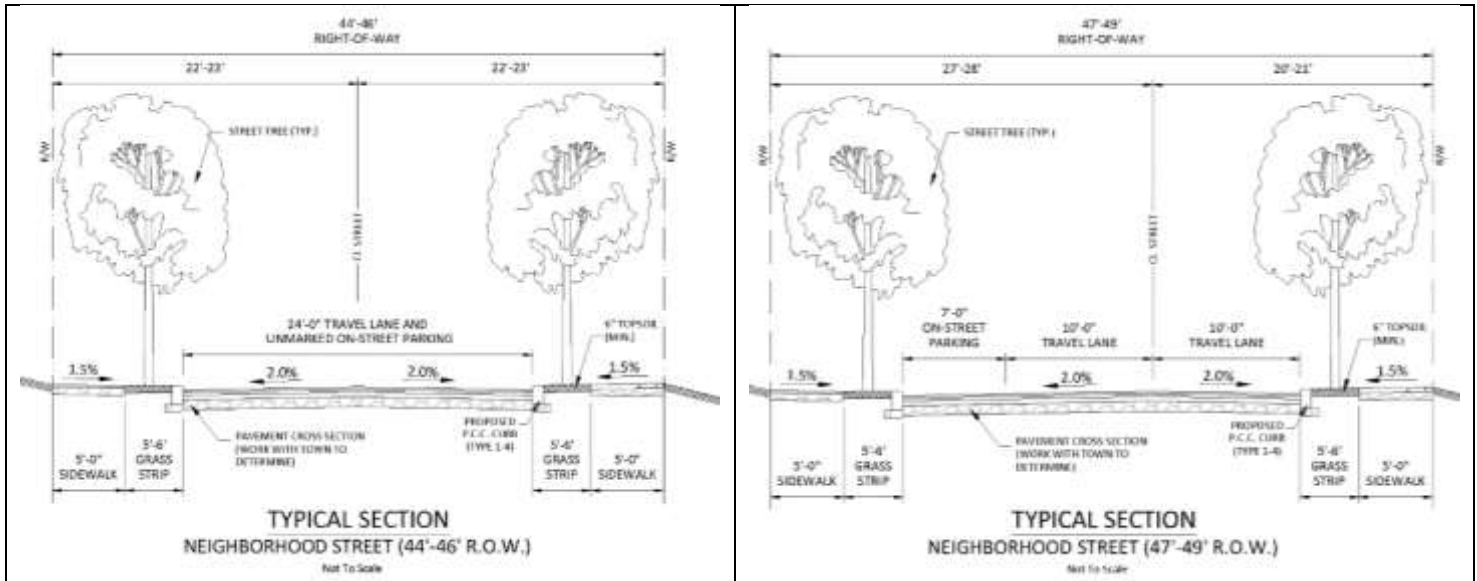 44'-46'
RIGHT-OF-WAY
22'-23'
22'-23'
STREET TREE (TYP.)
R/W
R/W
CL STREET
24'-0" TRAVEL LANE AND
UNMARKED ON-STREET PARKING
6" TOPSOIL
(MIN.)
1.5%
2.0%
2.0%
1.5%
PAVEMENT CROSS SECTION
(WORK WITH TOWN TO
DETERMINE)
PROPOSED
P.C.C. CURB
(TYPE 1-4)
5'-0"
SIDEWALK
5'-6'
GRASS
STRIP
5'-6'
GRASS
STRIP
5'-0"
SIDEWALK
TYPICAL SECTION
NEIGHBORHOOD STREET (44'-46' R.O.W.)
Not To Scale
47'-49'
RIGHT-OF-WAY
27'-28'
20'-21'
STREET TREE (TYP.)
R/W
R/W
CL STREET
7'-0"
ON-STREET
PARKING
10'-0"
TRAVEL LANE
10'-0"
TRAVEL LANE
6" TOPSOIL
(MIN.)
1.5%
2.0%
2.0%
1.5%
PAVEMENT CROSS SECTION
(WORK WITH TOWN TO
DETERMINE)
PROPOSED
P.C.C. CURB
(TYPE 1-4)
5'-0"
SIDEWALK
5'-6'
GRASS
STRIP
5'-6'
GRASS
STRIP
5'-0"
SIDEWALK
TYPICAL SECTION
NEIGHBORHOOD STREET (47'-49' R.O.W.)
Not To Scale